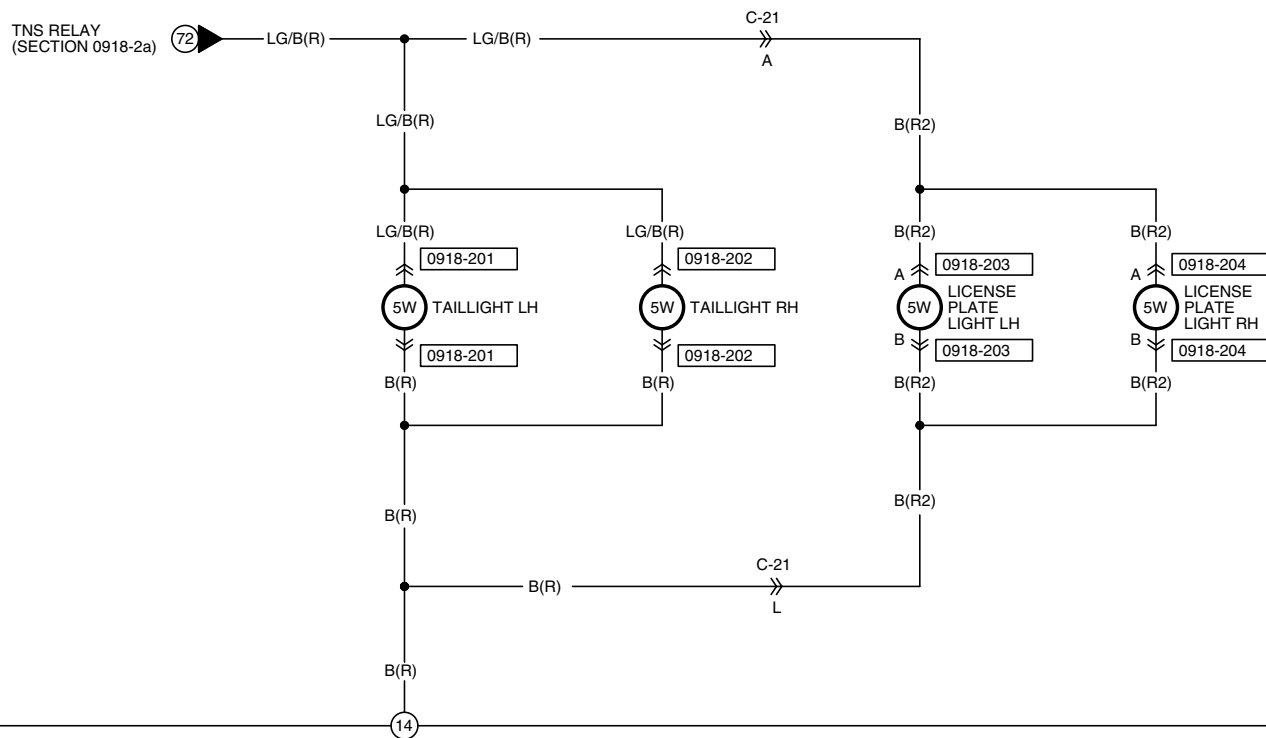 TNS RELAY
(SECTION 0918-2a)
72
LG/B(R)
LG/B(R)
C-21
A
LG/B(R)
B(R2)
LG/B(R)
LG/B(R)
B(R2)
B(R2)
0918-201
0918-202
A
0918-203
A
0918-204
5W
TAILLIGHT LH
5W
TAILLIGHT RH
5W
LICENSE
PLATE
LIGHT LH
5W
LICENSE
PLATE
LIGHT RH
0918-201
0918-202
B
0918-203
B
0918-204
B(R)
B(R)
B(R2)
B(R2)
B(R)
B(R2)
C-21
B(R)
L
B(R)
14